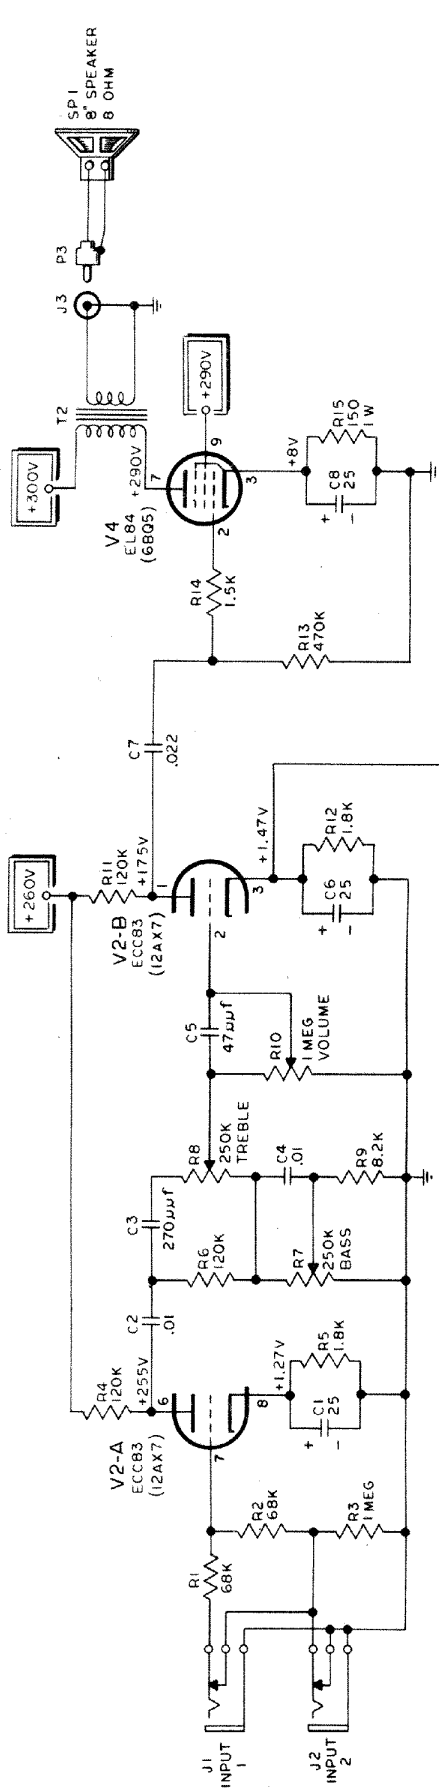 J1
INPUT
1
J2
INPUT
2
R1
68K
R2
68K
R3
1 MEG
V2-A
ECC83
(12AX7)
7
6
8
R4
120K
+255V
+1.27V
C1
25
+
-
R5
1.8K
C2
.01
C3
270µµf
R6
120K
R7
250K
BASS
R8
250K
TREBLE
C4
.01
R9
8.2K
C5
47µµf
R10
1 MEG
VOLUME
+260V
R11
120K
+175V
V2-B
ECC83
(12AX7)
1
2
3
+1.47V
C6
25
+
-
R12
1.8K
C7
.022
R13
470K
R14
1.5K
V4
EL84
(6BQ5)
2
7
9
3
+300V
+290V
+290V
T2
+8V
C8
25
+
-
R15
150
1W
J3
P3
SP1
8" SPEAKER
8 OHM